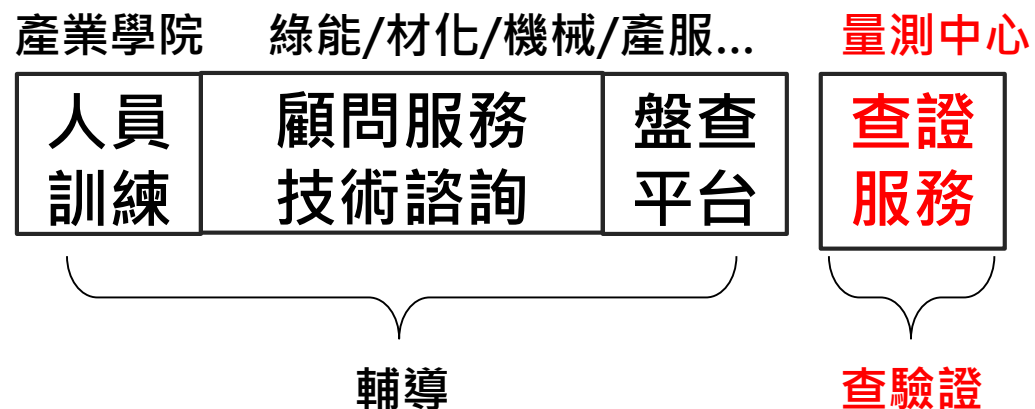 產業學院 綠能/材化/機械/產服... 量測中心
人員
訓練
顧問服務
技術諮詢
盤查
平台
查證
服務
輔導 查驗證